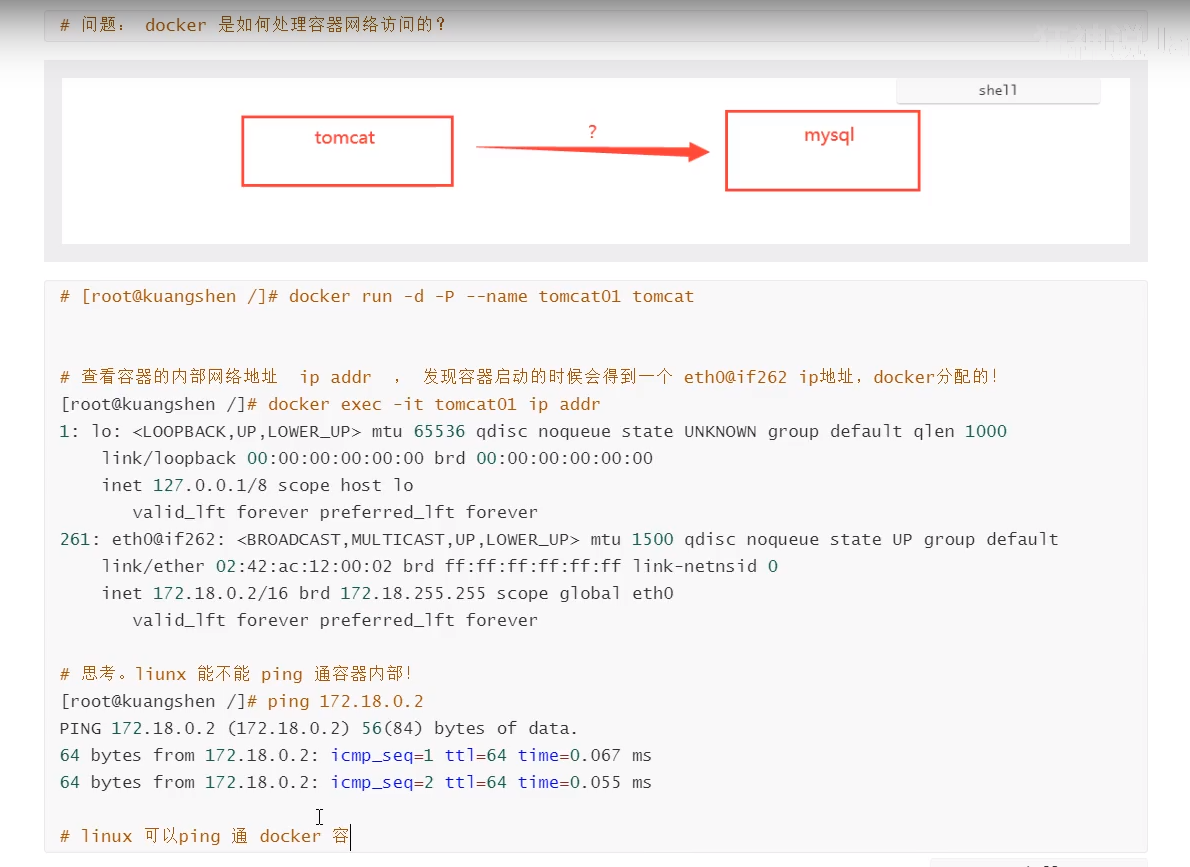 # 问题： docker 是如何处理容器网络访问的？
shell
tomcat
?
mysql
# [root@kuangshen /]# docker run -d -P --name tomcat01 tomcat
# 查看容器的内部网络地址  ip addr  ， 发现容器启动的时候会得到一个 eth0@if262 ip地址，docker分配的！
[root@kuangshen /]# docker exec -it tomcat01 ip addr
1: lo: <LOOPBACK,UP,LOWER_UP> mtu 65536 qdisc noqueue state UNKNOWN group default qlen 1000
link/loopback 00:00:00:00:00:00 brd 00:00:00:00:00:00
inet 127.0.0.1/8 scope host lo
valid_lft forever preferred_lft forever
261: eth0@if262: <BROADCAST,MULTICAST,UP,LOWER_UP> mtu 1500 qdisc noqueue state UP group default
link/ether 02:42:ac:12:00:02 brd ff:ff:ff:ff:ff:ff link-netnsid 0
inet 172.18.0.2/16 brd 172.18.255.255 scope global eth0
valid_lft forever preferred_lft forever
# 思考。liunx 能不能 ping 通容器内部！
[root@kuangshen /]# ping 172.18.0.2
PING 172.18.0.2 (172.18.0.2) 56(84) bytes of data.
64 bytes from 172.18.0.2: icmp_seq=1 ttl=64 time=0.067 ms
64 bytes from 172.18.0.2: icmp_seq=2 ttl=64 time=0.055 ms
# linux 可以ping 通 docker 容